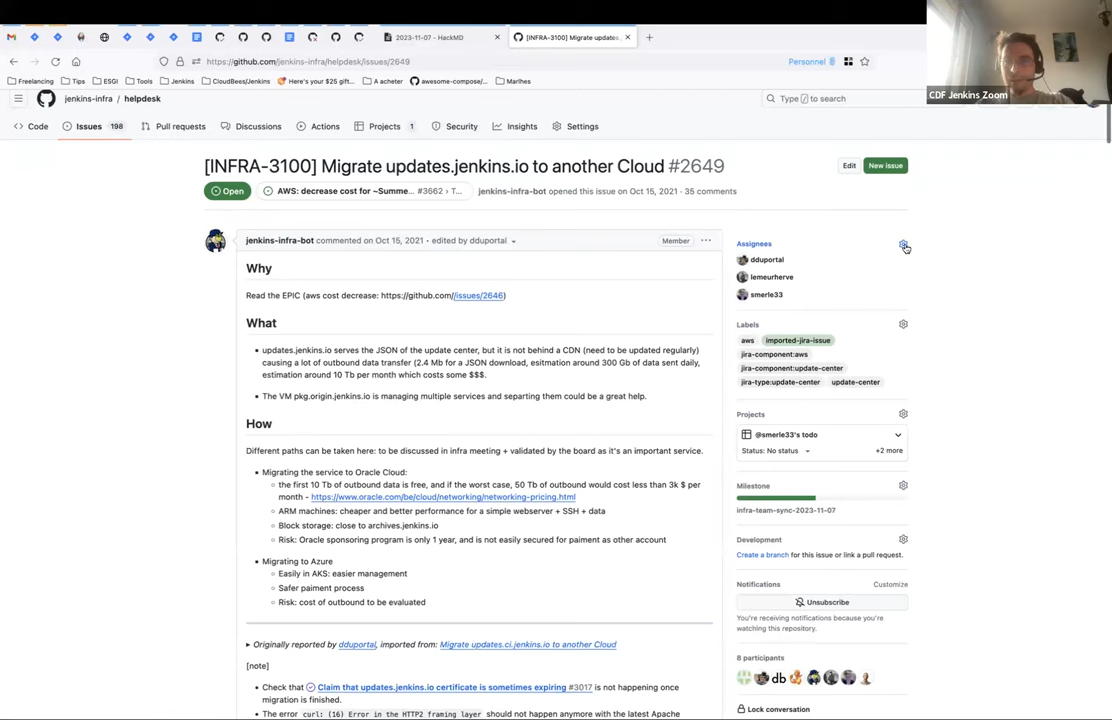 2023-11-07 - HackMD
[INFRA-3100] Migrate updates.
https://github.com/jenkins-infra/helpdesk/issues/2649
Personnel
Freelancing
Tips
ESGI
Tools
Jenkins
CloudBees/Jenkins
Here's your $25 gift...
A acheter
awesome-compose/...
Marlhes
CDF Jenkins Zoom
jenkins-infra / helpdesk
Type / to search
Code
Issues 198
Pull requests
Discussions
Actions
Projects 1
Security
Insights
Settings
[INFRA-3100] Migrate updates.jenkins.io to another Cloud #2649
Edit
New issue
Open
AWS: decrease cost for ~Summe... #3662 › T...
jenkins-infra-bot opened this issue on Oct 15, 2021 · 35 comments
jenkins-infra-bot commented on Oct 15, 2021 • edited by dduportal
Member
Why
Read the EPIC (aws cost decrease: https://github.com//issues/2646)
What
updates.jenkins.io serves the JSON of the update center, but it is not behind a CDN (need to be updated regularly)
causing a lot of outbound data transfer (2.4 Mb for a JSON download, esitmation around 300 Gb of data sent daily,
estimation around 10 Tb per month which costs some $$$.
The VM pkg.origin.jenkins.io is managing multiple services and separting them could be a great help.
How
Different paths can be taken here: to be discussed in infra meeting + validated by the board as it's an important service.
Migrating the service to Oracle Cloud:
the first 10 Tb of outbound data is free, and if the worst case, 50 Tb of outbound would cost less than 3k $ per
month - https://www.oracle.com/be/cloud/networking/networking-pricing.html
ARM machines: cheaper and better performance for a simple webserver + SSH + data
Block storage: close to archives.jenkins.io
Risk: Oracle sponsoring program is only 1 year, and is not easily secured for paiment as other account
Migrating to Azure
Easily in AKS: easier management
Safer paiment process
Risk: cost of outbound to be evaluated
Originally reported by dduportal, imported from: Migrate updates.ci.jenkins.io to another Cloud
[note]
Check that Claim that updates.jenkins.io certificate is sometimes expiring #3017 is not happening once
migration is finished.
The error curl: (16) Error in the HTTP2 framing layer should not happen anymore with the latest Apache
Assignees
dduportal
lemeurherve
smerle33
Labels
aws
imported-jira-issue
jira-component:aws
jira-component:update-center
jira-type:update-center
update-center
Projects
@smerle33's todo
Status: No status
+2 more
Milestone
infra-team-sync-2023-11-07
Development
Create a branch for this issue or link a pull request.
Notifications
Customize
Unsubscribe
You're receiving notifications because you're
watching this repository.
8 participants
db
Lock conversation